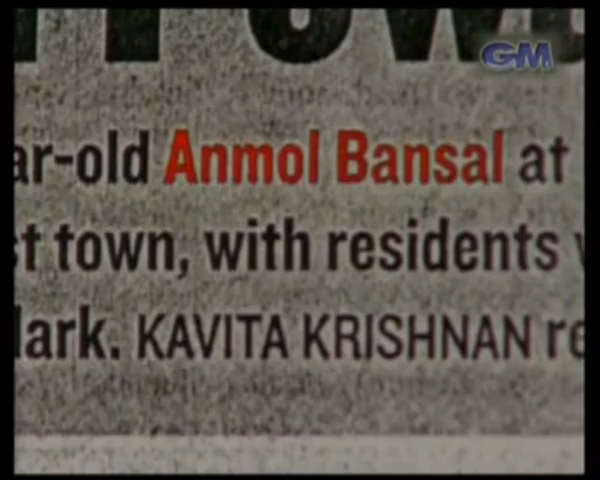 GM
ar-old Anmol Bansal at
t town, with residents
lark. KAVITA KRISHNAN re